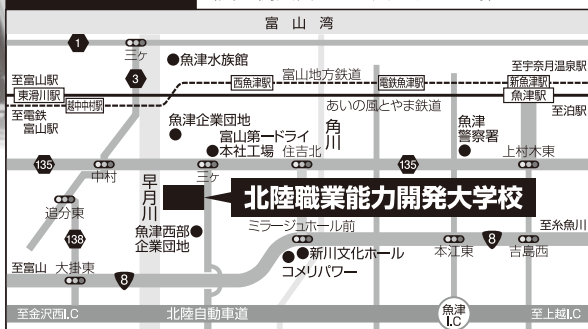 富山湾
1
三ケ
魚津水族館
3
至富山駅
西魚津駅
富山地方鉄道
電鉄魚津駅
至宇奈月温泉駅
新魚津駅
東滑川駅
魚津駅
越中中村駅
あいの風とやま鉄道
至泊駅
至電鉄
富山駅
魚津企業団地
富山第一ドライ
本社工場
角川
魚津
警察署
住吉北
135
中村
三ケ
135
上村木東
早月川
北陸職業能力開発大学校
追分東
138
魚津西部
企業団地
ミラージュホール前
至糸魚川
8
新川文化ホール
コメリパワー
本江東
吉島西
至富山
大掛東
8
至金沢西I.C
北陸自動車道
魚津
I.C
至上越I.C